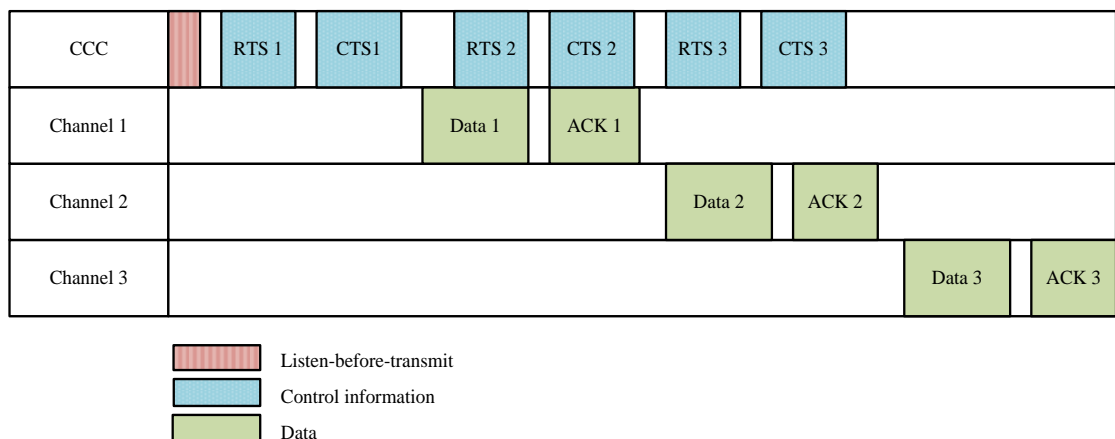 CCC
RTS 1
CTS1
RTS 2
CTS 2
RTS 3
CTS 3
Channel 1
Data 1
ACK 1
Channel 2
Data 2
ACK 2
Channel 3
Data 3
ACK 3
Listen-before-transmit
Control information
Data